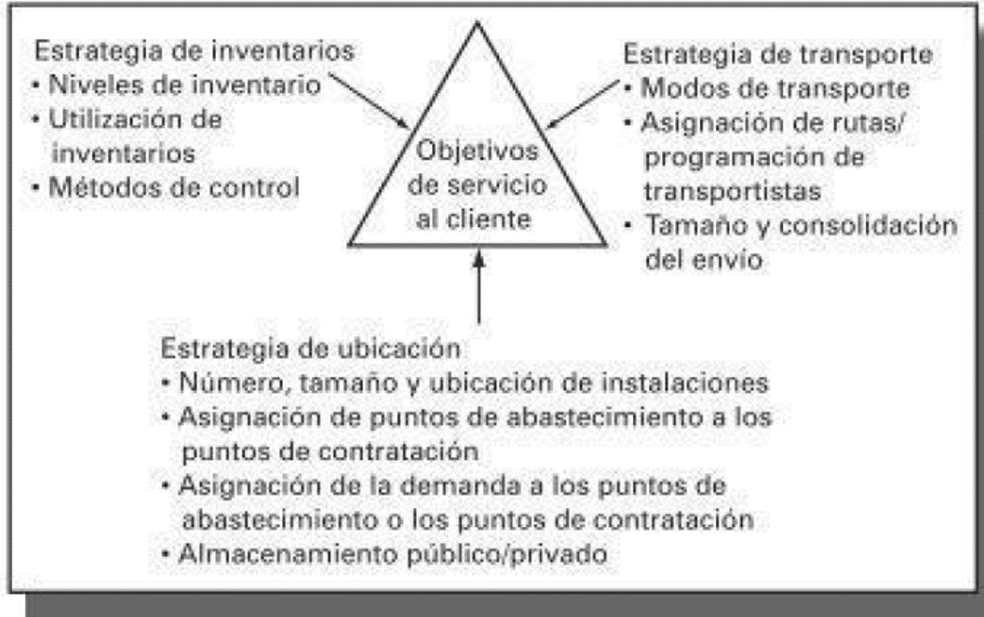 Estrategia de inventarios
• Niveles de inventario
• Utilización de
inventarios
• Métodos de control
Objetivos
de servicio
al cliente
Estrategia de transporte
• Modos de transporte
• Asignación de rutas/
programación de
transportistas
• Tamaño y consolidación
del envío
Estrategia de ubicación
• Número, tamaño y ubicación de instalaciones
• Asignación de puntos de abastecimiento a los
puntos de contratación
• Asignación de la demanda a los puntos de
abastecimiento o los puntos de contratación
• Almacenamiento público/privado